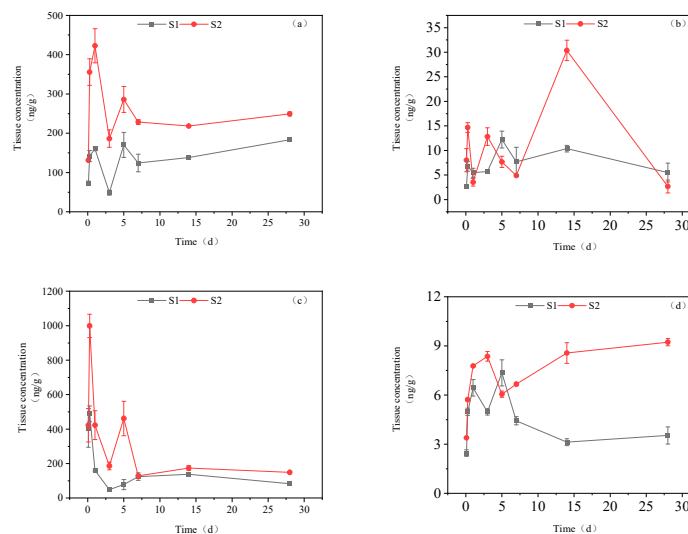 S1 S2 (a)
500
400
300
200
100
0
Tissue concentration
(ng/g)
0 5 10 15 20 25 30
Time (d)
S1 S2 (b)
35
30
25
20
15
10
5
0
Tissue concentration
(ng/g)
0 5 10 15 20 25 30
Time (d)
S1 S2 (c)
1200
1000
800
600
400
200
0
Tissue concentration
(ng/g)
0 5 10 15 20 25 30
Time (d)
S1 S2 (d)
12
9
6
3
0
Tissue concentration
(ng/g)
0 5 10 15 20 25 30
Time (d)